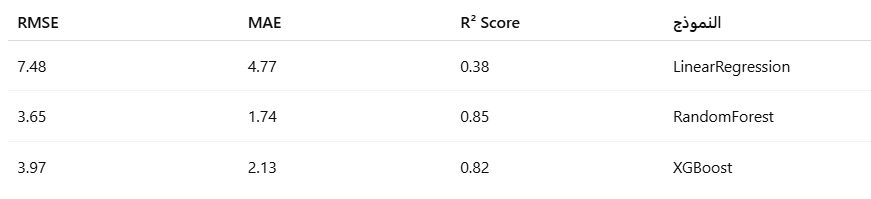 النموذج R² Score MAE RMSE
LinearRegression 0.38 4.77 7.48
RandomForest 0.85 1.74 3.65
XGBoost 0.82 2.13 3.97